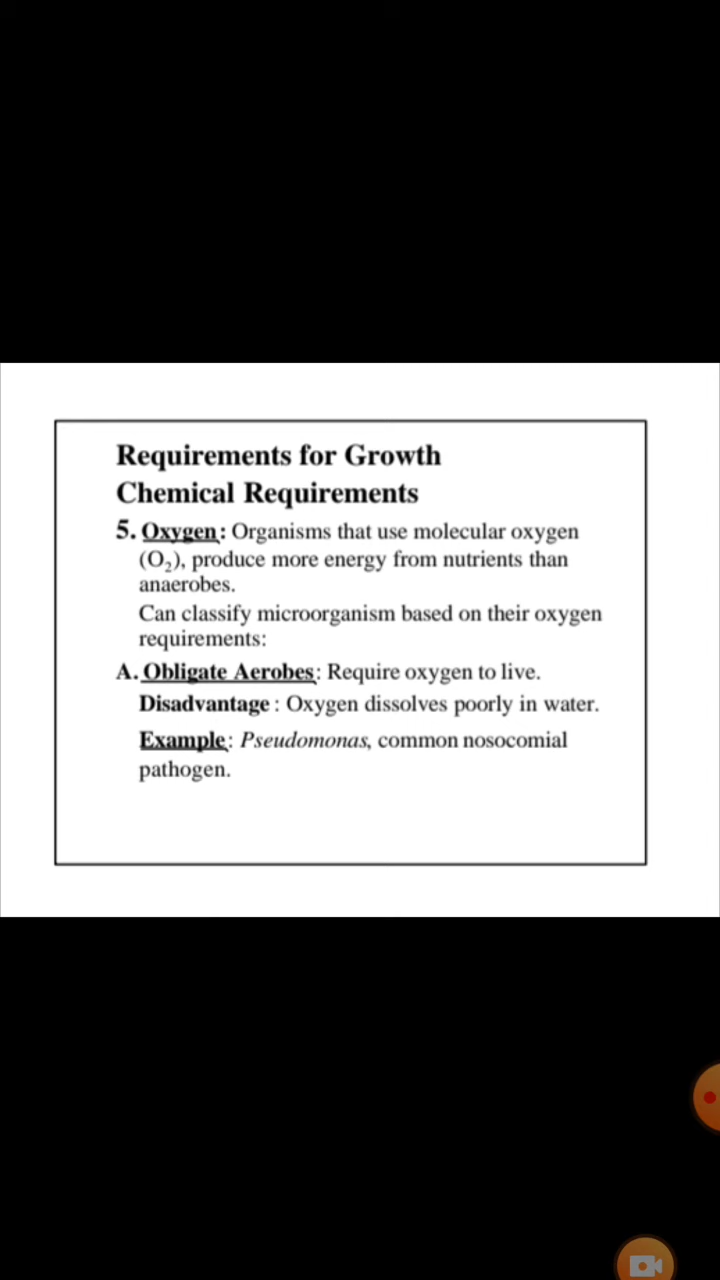 Requirements for Growth
Chemical Requirements
5. Oxygen: Organisms that use molecular oxygen
(O₂), produce more energy from nutrients than
anaerobes.
Can classify microorganism based on their oxygen
requirements:
A. Obligate Aerobes: Require oxygen to live.
Disadvantage : Oxygen dissolves poorly in water.
Example: Pseudomonas, common nosocomial
pathogen.